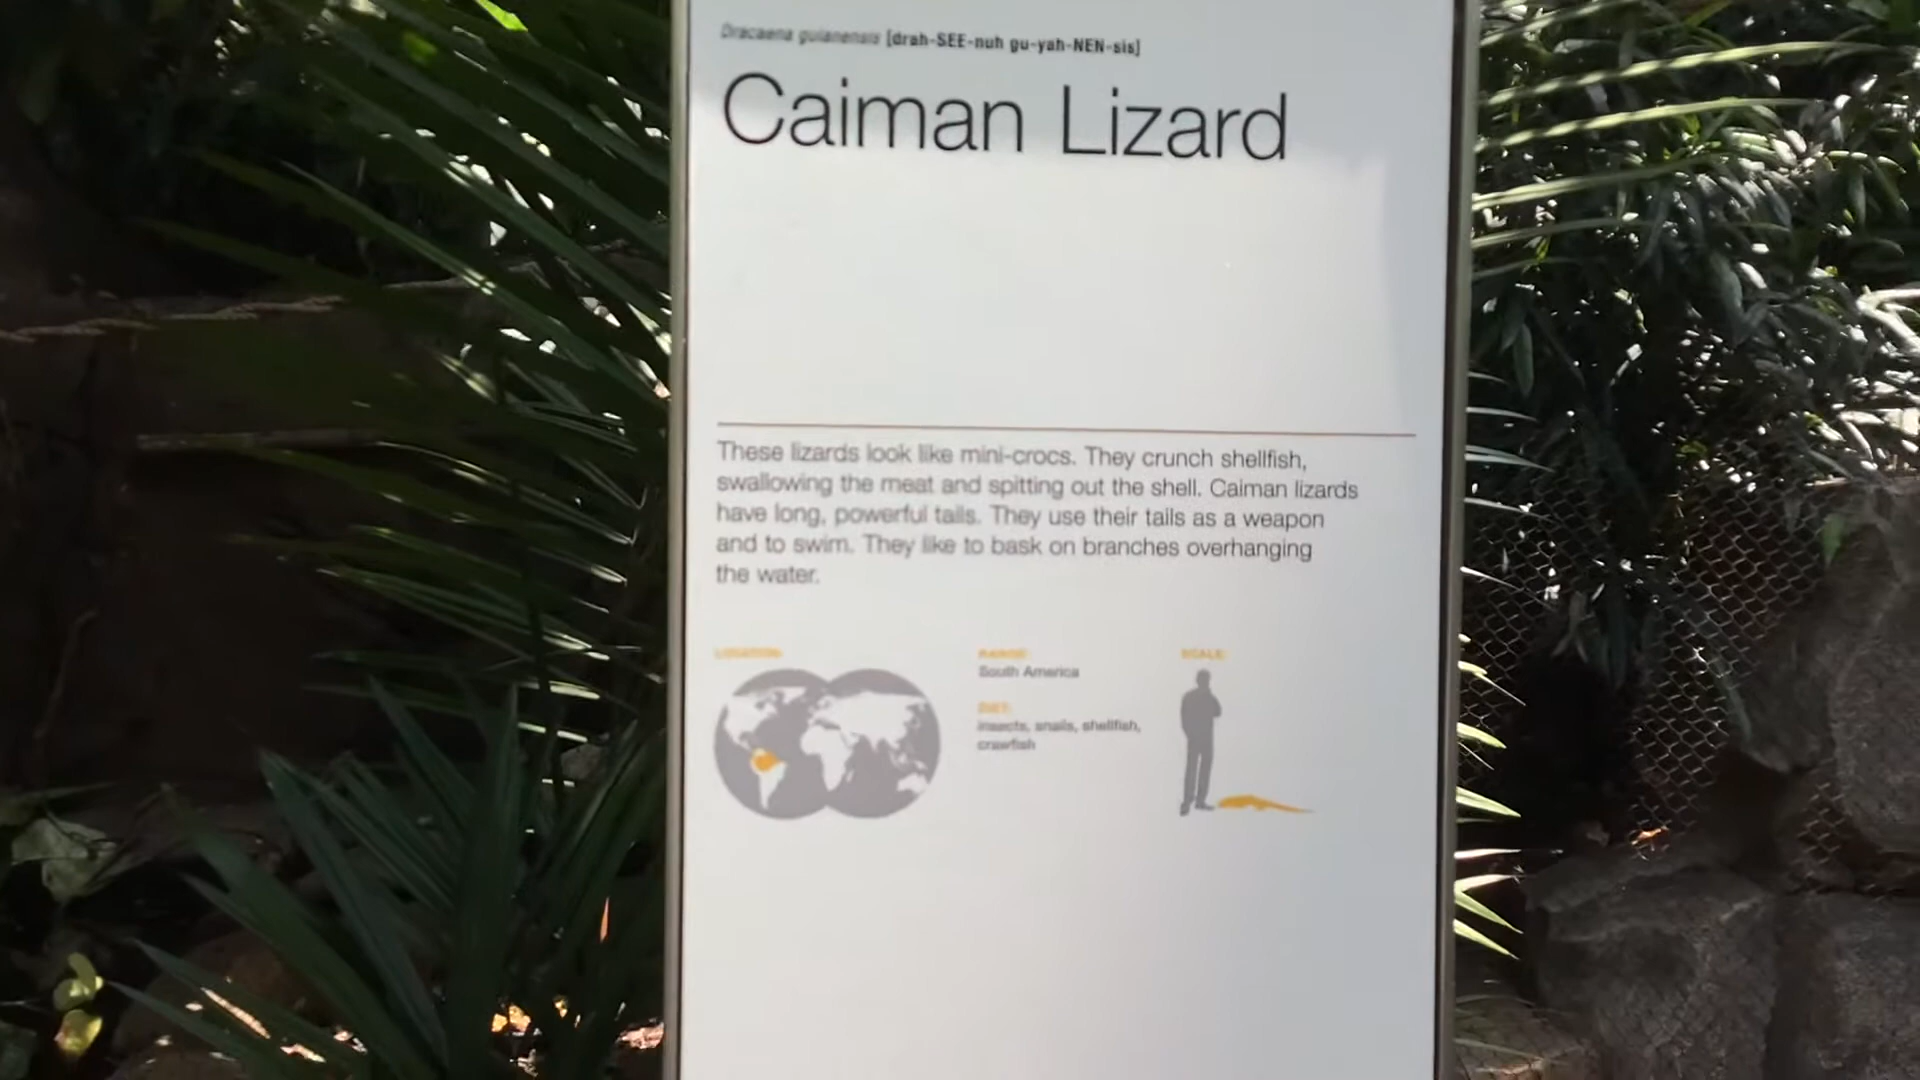 Dracaena guianensis [drah-SEE-nuh gu-yah-NEN-sis]
Caiman Lizard
These lizards look like mini-crocs. They crunch shellfish,
swallowing the meat and spitting out the shell. Caiman lizards
have long, powerful tails. They use their tails as a weapon
and to swim. They like to bask on branches overhanging
the water.
LOCATION:
RANGE:
South America
DIET:
insects, snails, shellfish,
crawfish
SCALE: